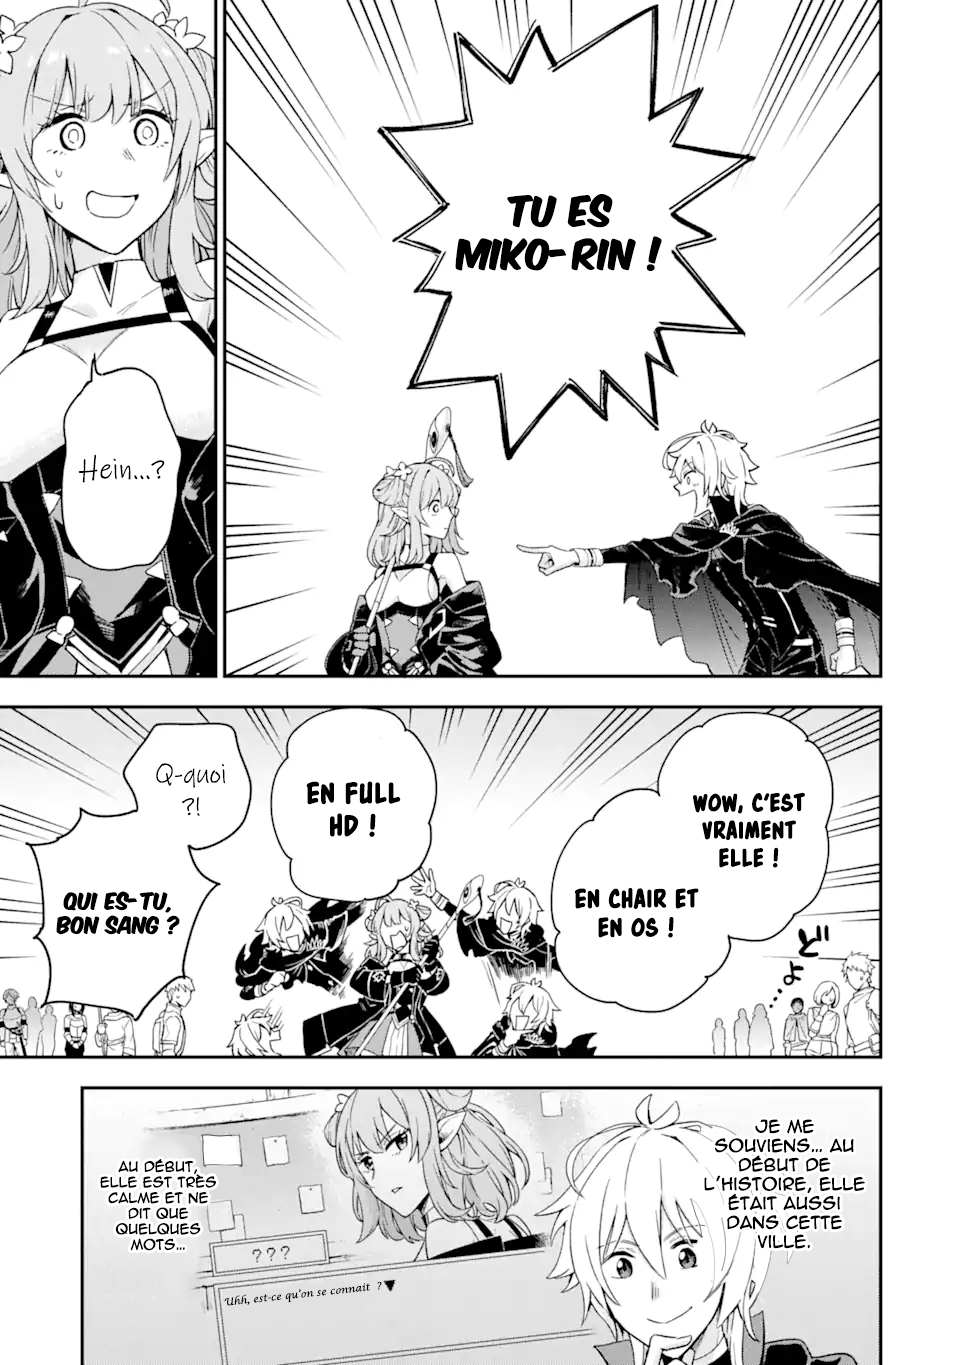 TU ES
MIKO-RIN !
Hein...?
WOW, C'EST
VRAIMENT
ELLE !
EN CHAIR ET
EN OS !
EN FULL
HD !
Q-quoi
?!
QUI ES-TU,
BON SANG ?
どよ...
JE ME
SOUVIENS... AU
DÉBUT DE
L'HISTOIRE, ELLE
ÉTAIT AUSSI
DANS CETTE
VILLE.
AU DÉBUT,
ELLE EST TRÈS
CALME ET NE
DIT QUE
QUELQUES
MOTS...
???
Uhh, est-ce qu'on se connait ?▼